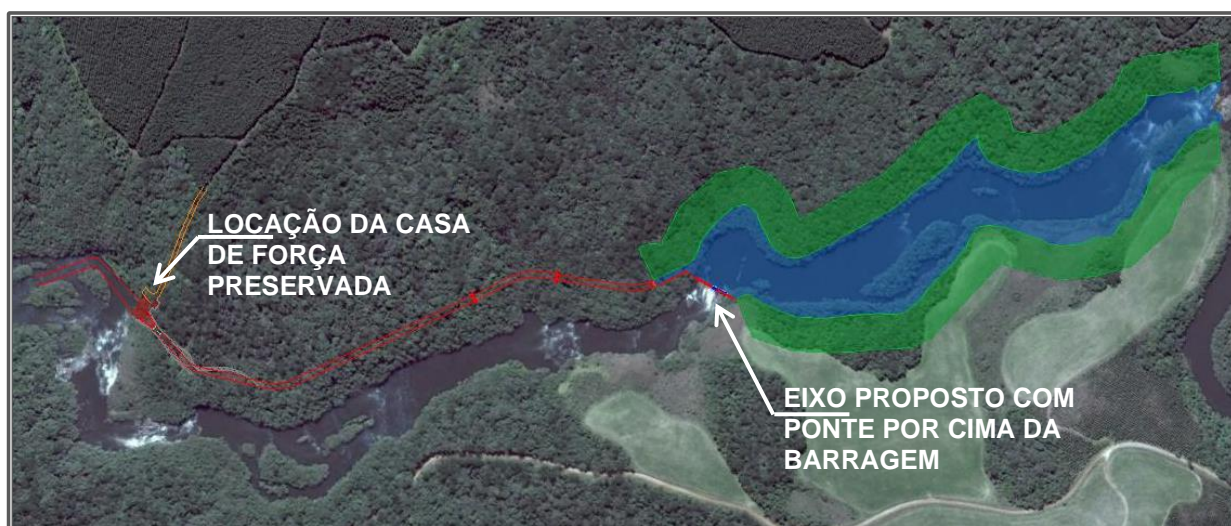 LOCAÇÃO DA CASA
DE FORÇA
PRESERVADA
EIXO PROPOSTO COM
PONTE POR CIMA DA
BARRAGEM